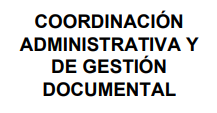 COORDINACIÓN
ADMINISTRATIVA Y
DE GESTIÓN
DOCUMENTAL